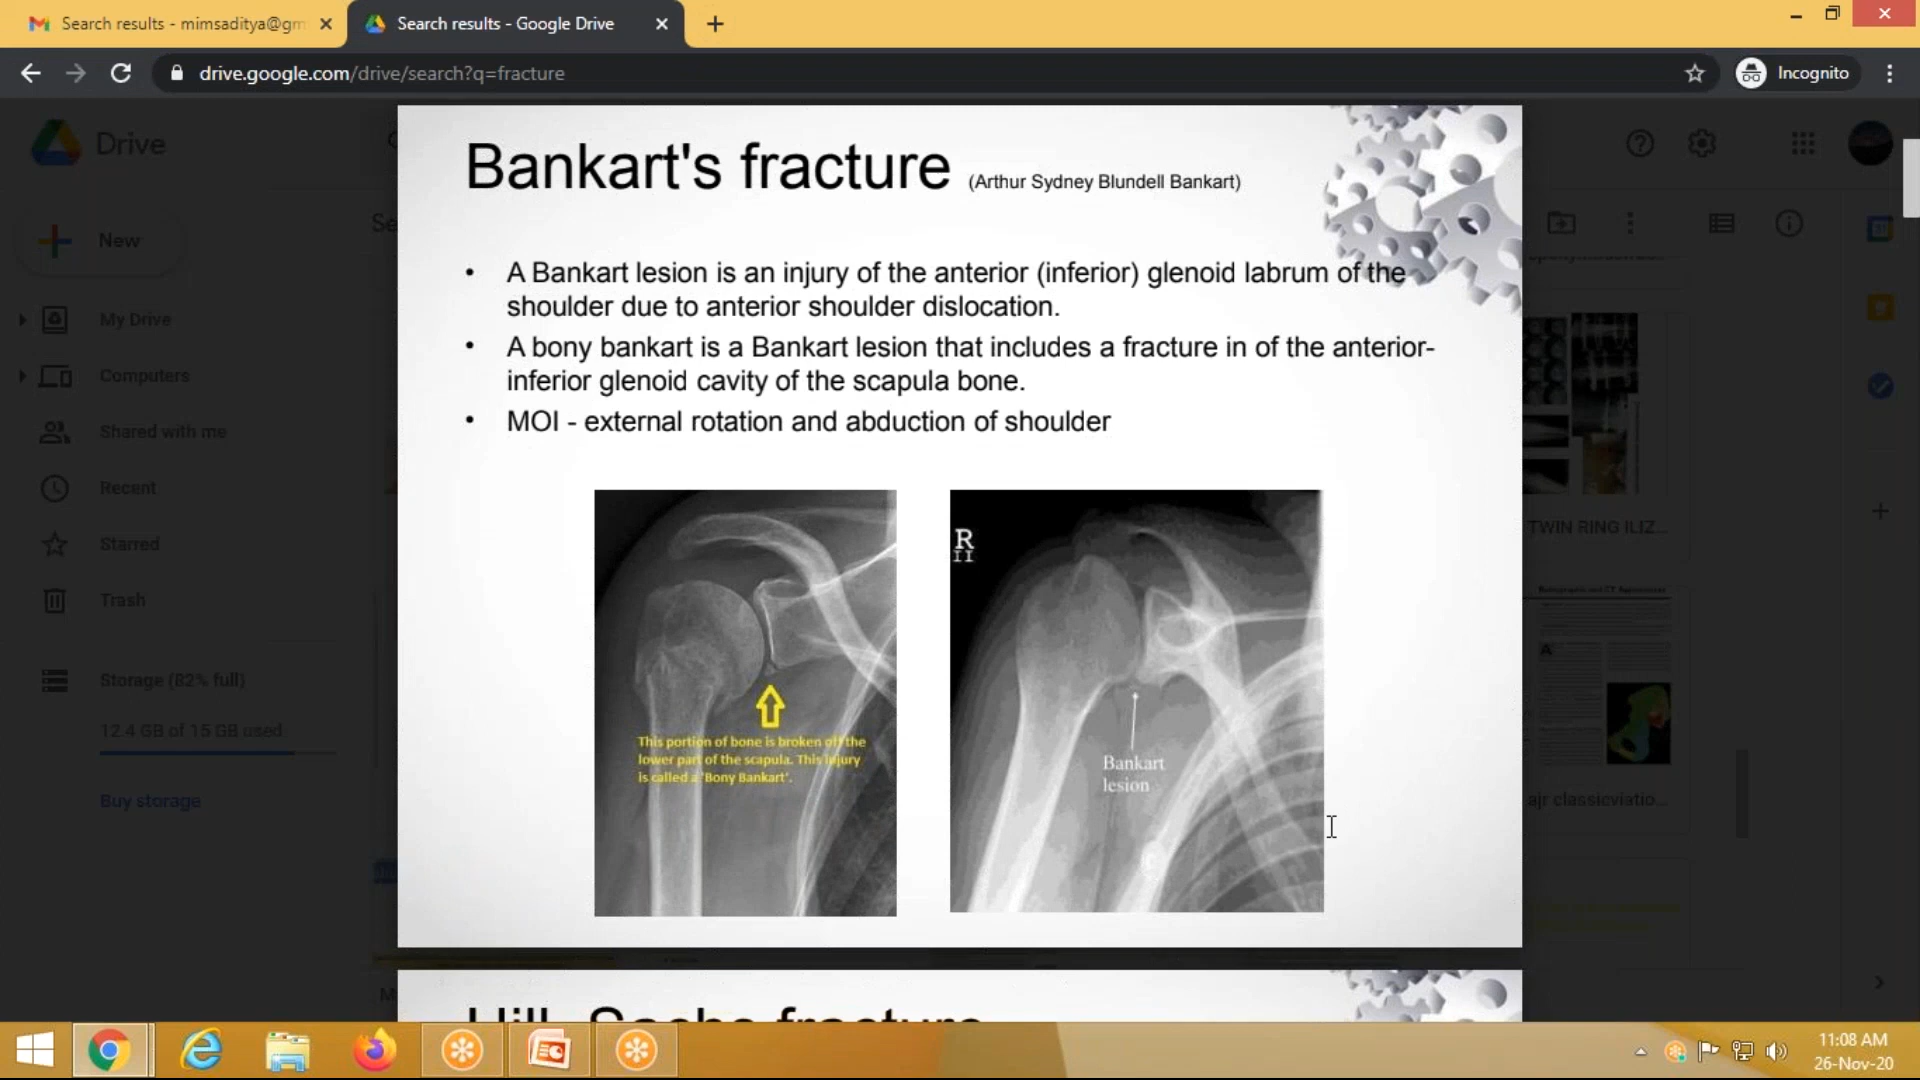 Search results - mimsaditya@gm
Search results - Google Drive
drive.google.com/drive/search?q=fracture
Incognito
Drive
New
My Drive
Computers
Shared with me
Recent
Starred
Trash
Storage (82% full)
12.4 GB of 15 GB used
Buy storage
Bankart's fracture (Arthur Sydney Blundell Bankart)
• A Bankart lesion is an injury of the anterior (inferior) glenoid labrum of the
shoulder due to anterior shoulder dislocation.
• A bony bankart is a Bankart lesion that includes a fracture in of the anterior-
inferior glenoid cavity of the scapula bone.
• MOI - external rotation and abduction of shoulder
This portion of bone is broken off the
lower part of the scapula. This injury
is called a 'Bony Bankart'.
R
II
Bankart
lesion
TWIN RING ILIZ...
A
ajr classicviatio...
11:08 AM
26-Nov-20